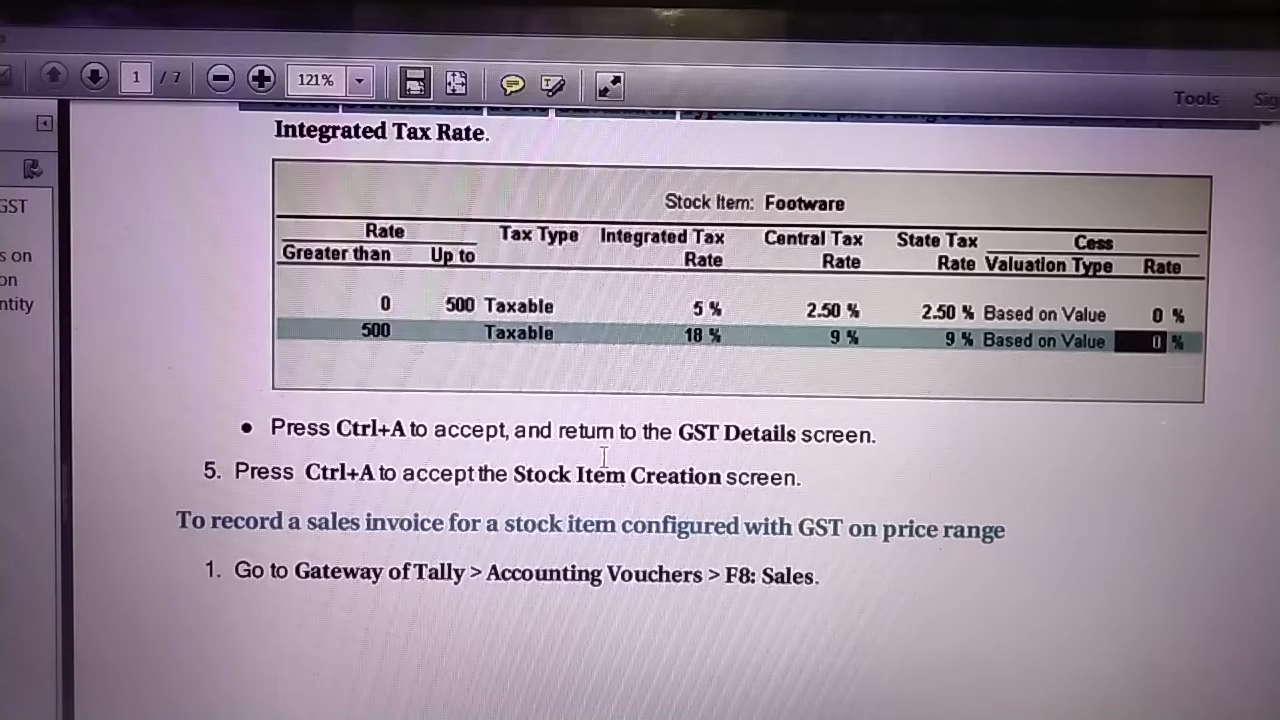 1 / 7
121%
Tools
GST
s on
on
ntity
Integrated Tax Rate.
Stock Item: Footware
Rate Tax Type Integrated Tax Central Tax State Tax Cess
Greater than Up to Rate Rate Rate Valuation Type Rate
0 500 Taxable 5 % 2.50 % 2.50 % Based on Value 0 %
500 Taxable 18 % 9 % 9 % Based on Value 0 %
• Press Ctrl+A to accept, and return to the GST Details screen.
5. Press Ctrl+A to accept the Stock Item Creation screen.
To record a sales invoice for a stock item configured with GST on price range
1. Go to Gateway of Tally > Accounting Vouchers > F8: Sales.